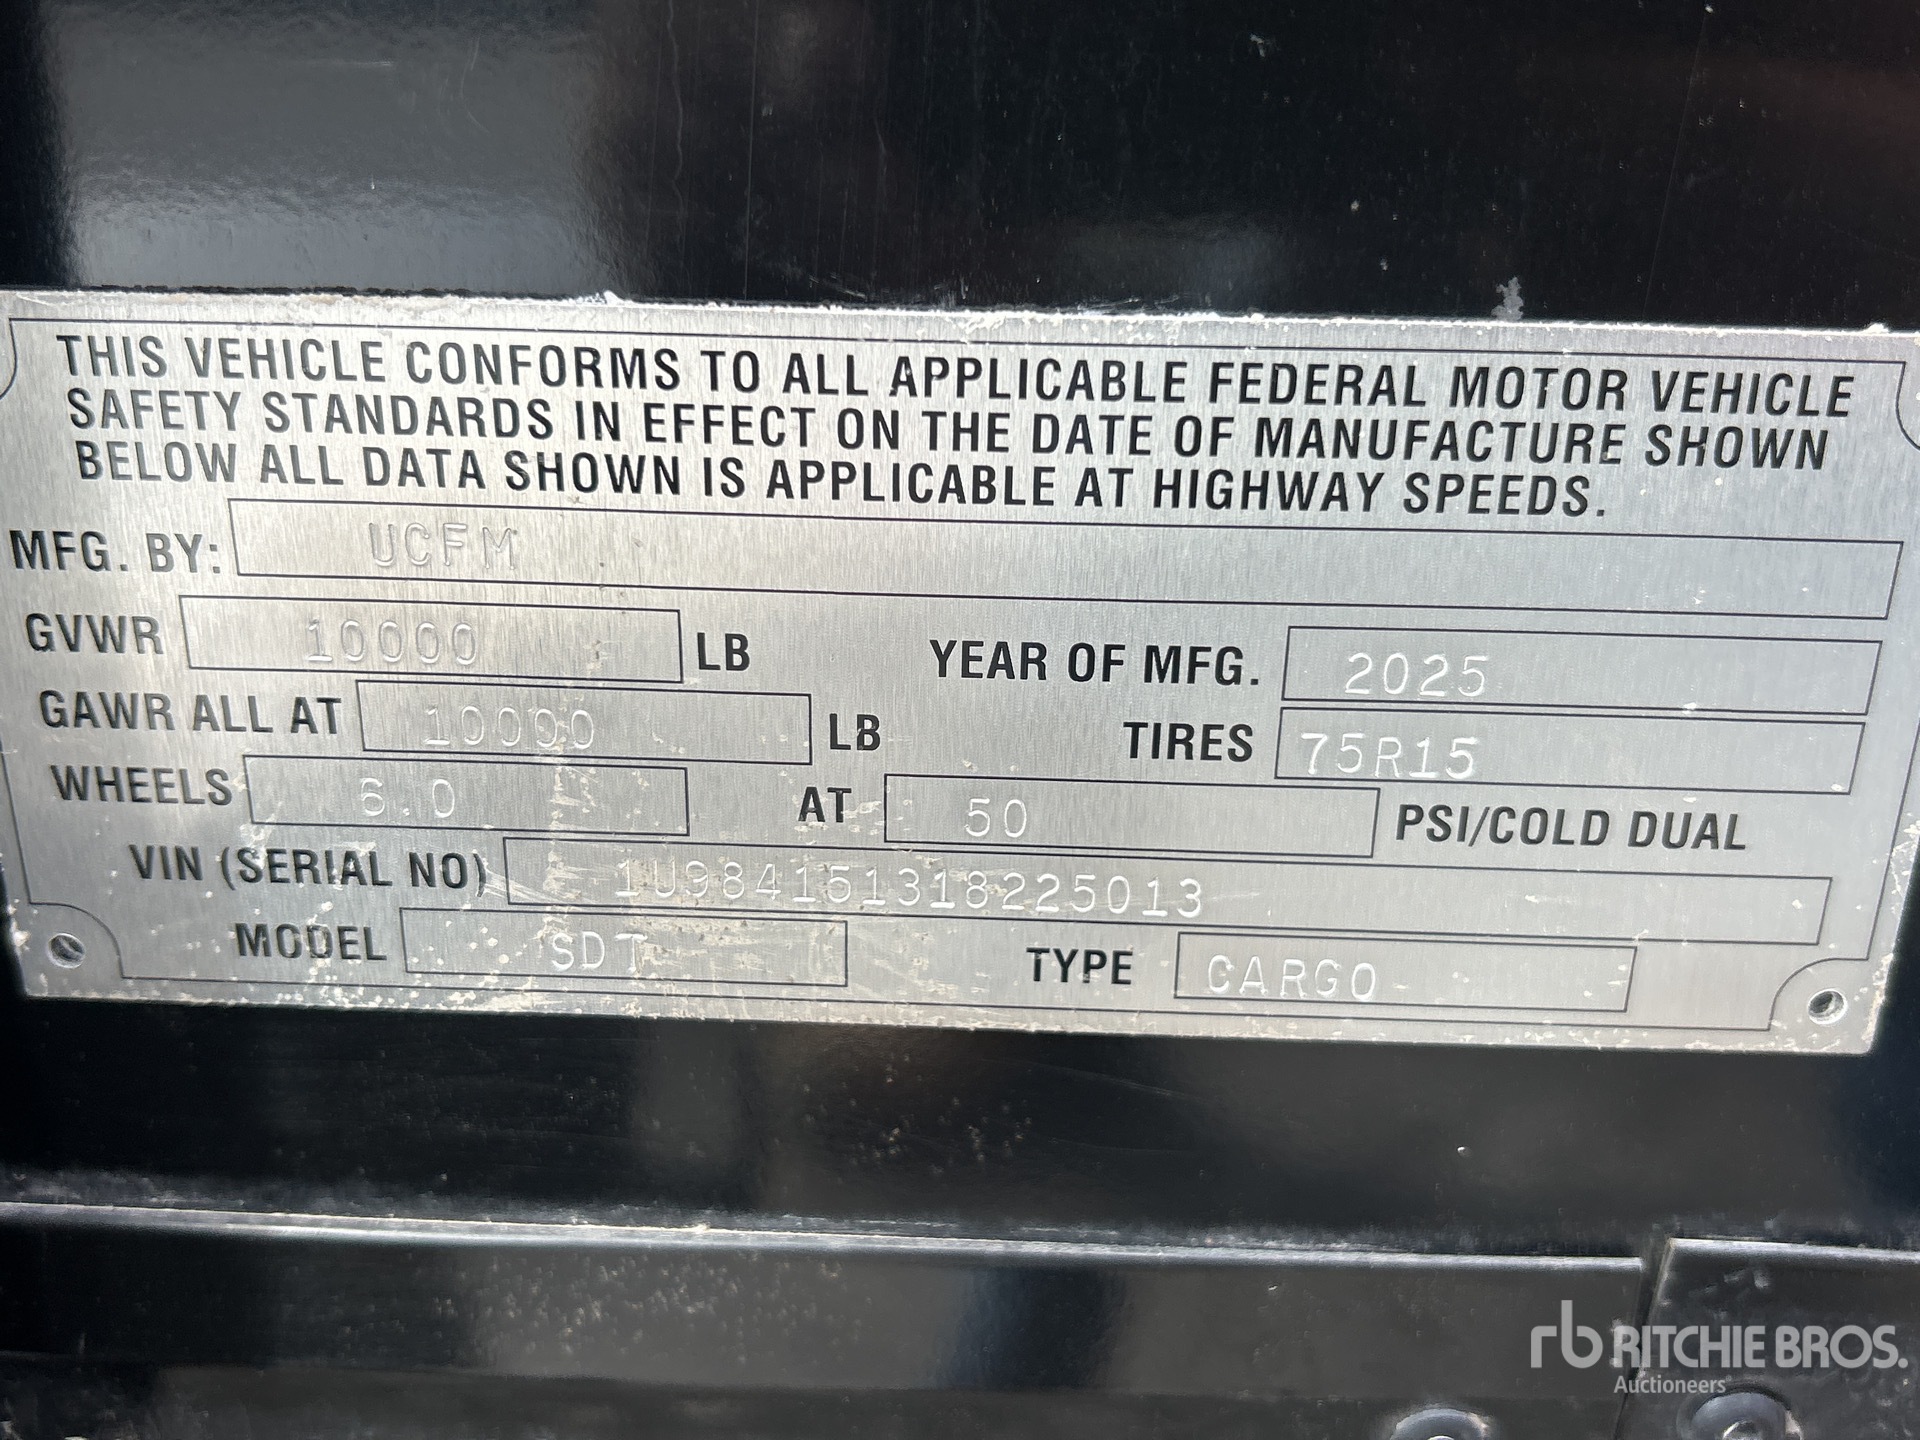 THIS VEHICLE CONFORMS TO ALL APPLICABLE FEDERAL MOTOR VEHICLE
SAFETY STANDARDS IN EFFECT ON THE DATE OF MANUFACTURE SHOWN
BELOW ALL DATA SHOWN IS APPLICABLE AT HIGHWAY SPEEDS.
MFG. BY: UCFM
GVWR 10000 LB YEAR OF MFG. 2025
GAWR ALL AT 10000 LB TIRES 75R15
WHEELS 6.0 AT 50 PSI/COLD DUAL
VIN (SERIAL NO) 1U984151318225013
MODEL SDT TYPE CARGO
rb RITCHIE BROS.
Auctioneers